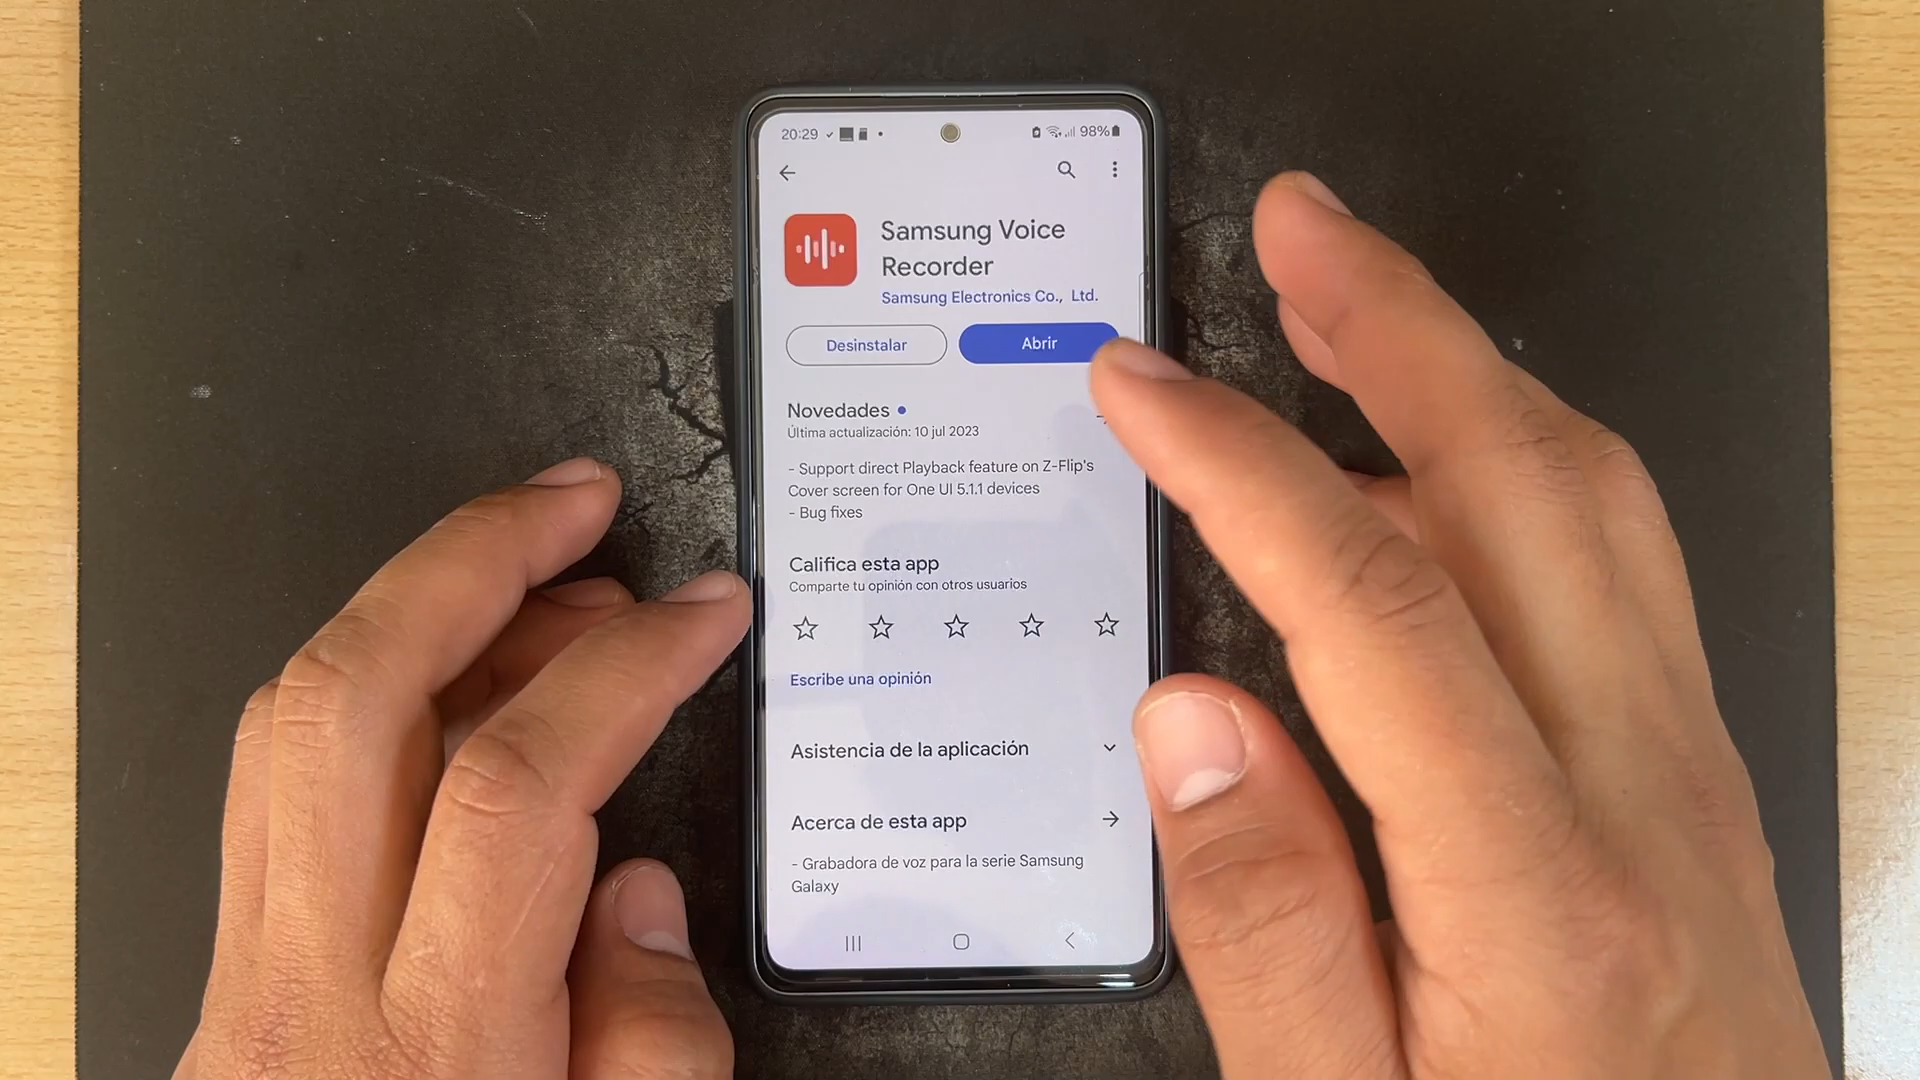 20:29
98%
Samsung Voice
Recorder
Samsung Electronics Co., Ltd.
Desinstalar
Abrir
Novedades
Última actualización: 10 jul 2023
- Support direct Playback feature on Z-Flip's
Cover screen for One UI 5.1.1 devices
- Bug fixes
Califica esta app
Comparte tu opinión con otros usuarios
Escribe una opinión
Asistencia de la aplicación
Acerca de esta app
- Grabadora de voz para la serie Samsung
Galaxy